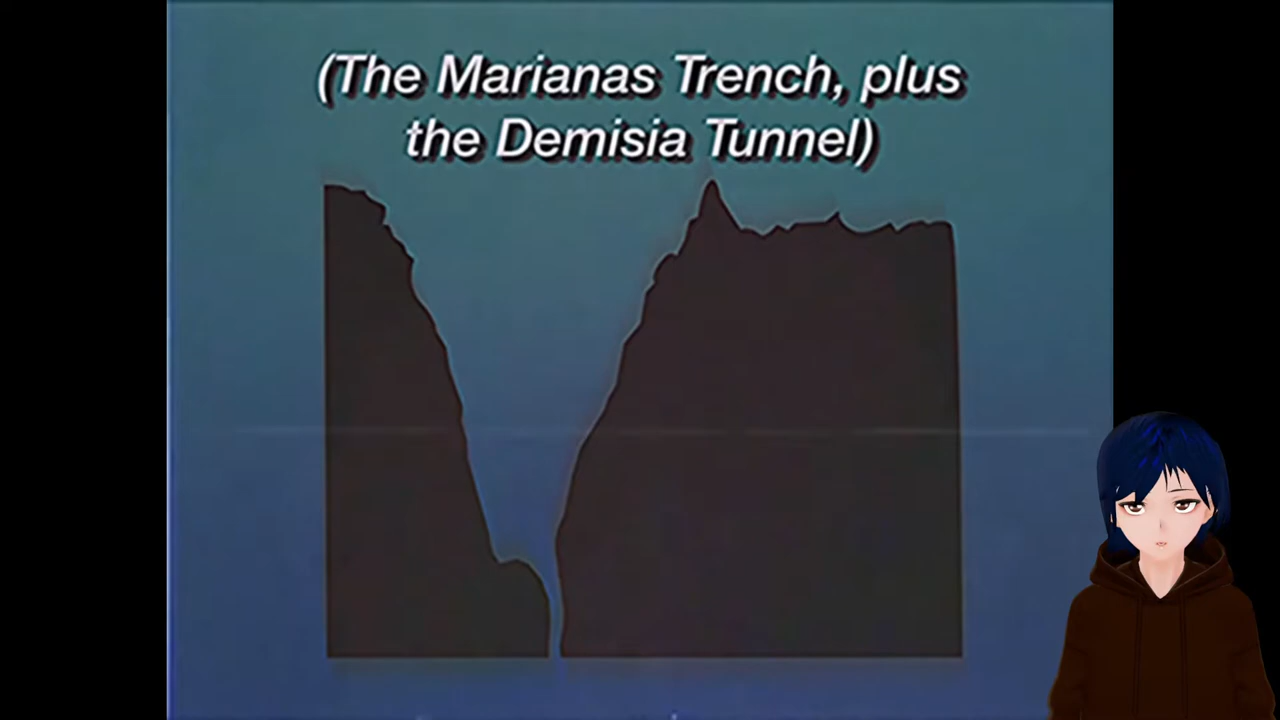 (The Marianas Trench, plus
the Demisia Tunnel)